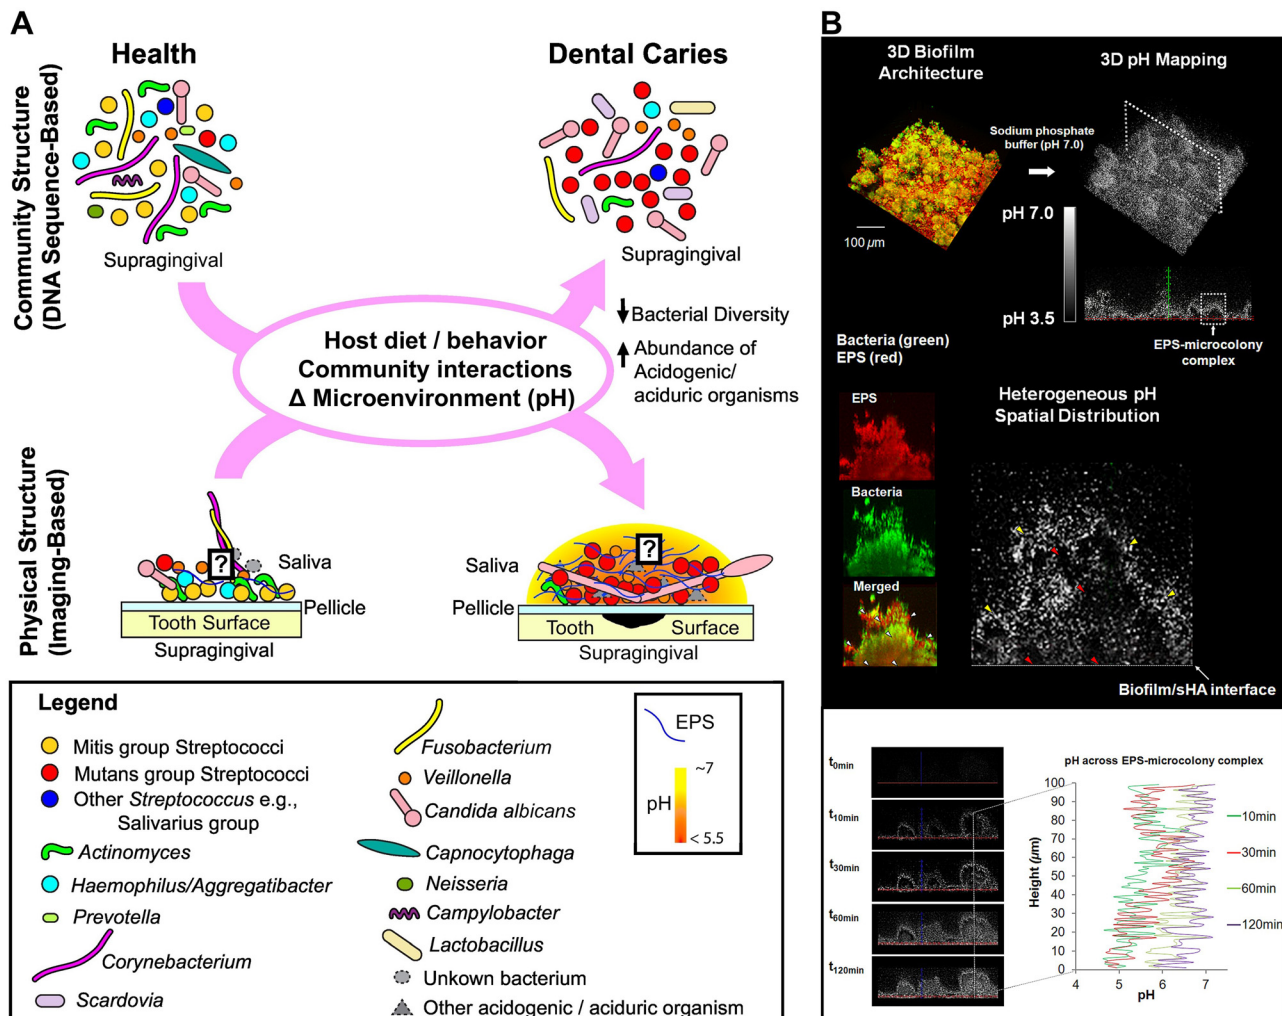 A
Health
Dental Caries
Community Structure
(DNA Sequence-Based)
Supragingival
Supragingival
Bacterial Diversity
Abundance of
Acidogenic/
aciduric organisms
Host diet / behavior
Community interactions
Δ Microenvironment (pH)
Physical Structure
(Imaging-Based)
?
Saliva
Pellicle
Tooth Surface
Supragingival
?
Saliva
Pellicle
Tooth Surface
Supragingival
Legend
Mitis group Streptococci
Mutans group Streptococci
Other Streptococcus e.g.,
Salivarius group
Actinomyces
Haemophilus/Aggregatibacter
Prevotella
Corynebacterium
Scardovia
Fusobacterium
Veillonella
Candida albicans
Capnocytophaga
Neisseria
Campylobacter
Lactobacillus
Unkown bacterium
Other acidogenic / aciduric organism
EPS
pH
~7
< 5.5
B
3D Biofilm
Architecture
3D pH Mapping
Sodium phosphate
buffer (pH 7.0)
100 µm
pH 7.0
pH 3.5
EPS-microcolony
complex
Bacteria (green)
EPS (red)
EPS
Bacteria
Merged
Heterogeneous pH
Spatial Distribution
Biofilm/sHA interface
t0min
t10min
t30min
t60min
t120min
pH across EPS-microcolony complex
Height (µm)
100
90
80
70
60
50
40
30
20
10
0
4 5 6 7
pH
10min
30min
60min
120min